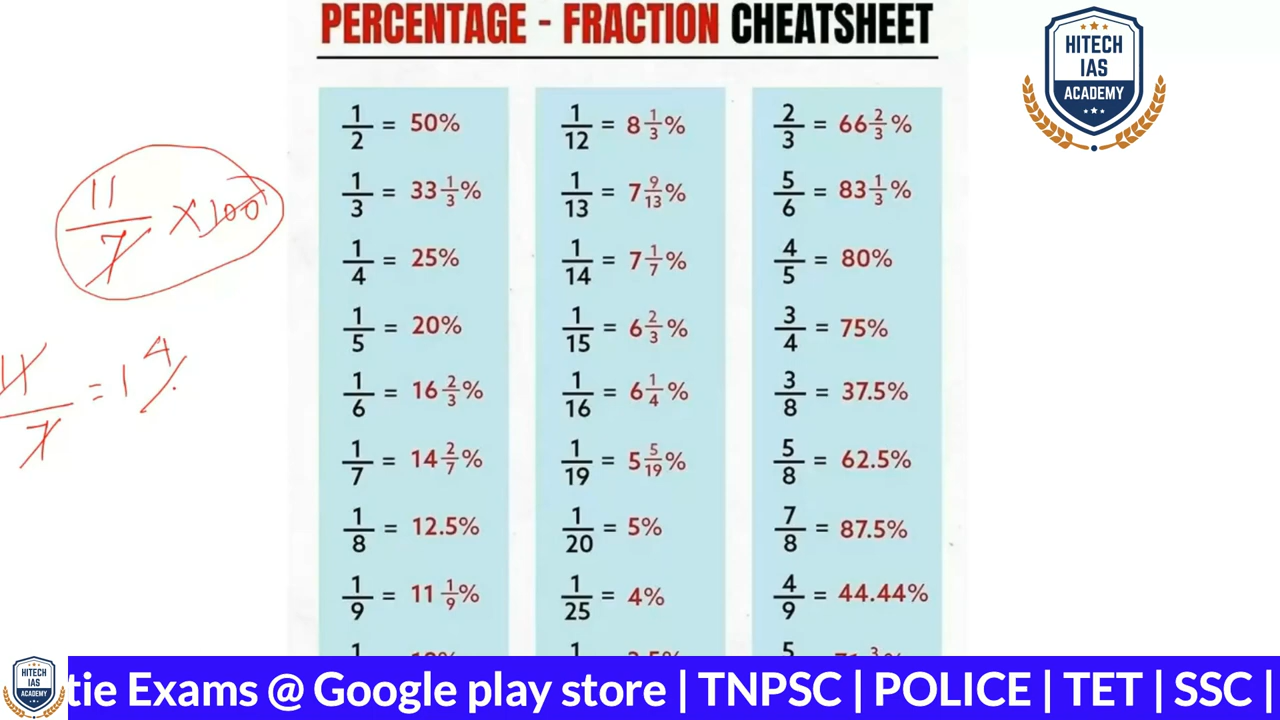 PERCENTAGE - FRACTION CHEATSHEET
HITECH
IAS
ACADEMY
1/2 = 50%
1/3 = 33 1/3%
1/4 = 25%
1/5 = 20%
1/6 = 16 2/3%
1/7 = 14 2/7%
1/8 = 12.5%
1/9 = 11 1/9%
1/12 = 8 1/3%
1/13 = 7 9/13%
1/14 = 7 1/7%
1/15 = 6 2/3%
1/16 = 6 1/4%
1/19 = 5 5/19%
1/20 = 5%
1/25 = 4%
2/3 = 66 2/3%
5/6 = 83 1/3%
4/5 = 80%
3/4 = 75%
3/8 = 37.5%
5/8 = 62.5%
7/8 = 87.5%
4/9 = 44.44%
11/7 × 100
11/7 = 1 4/
HITECH
IAS
ACADEMY
tie Exams @ Google play store | TNPSC | POLICE | TET | SSC |